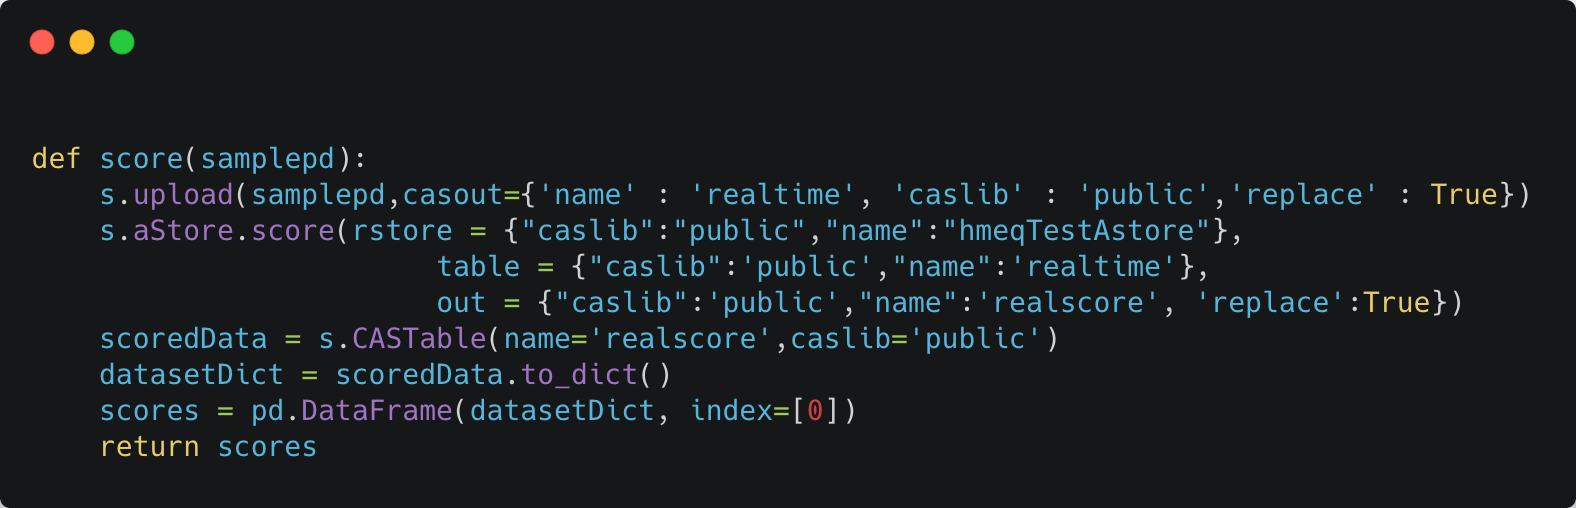 def score(samplepd):
    s.upload(samplepd,casout={'name' : 'realtime', 'caslib' : 'public','replace' : True})
    s.aStore.score(rstore = {"caslib":"public","name":"hmeqTestAstore"},
                        table = {"caslib":'public',"name":'realtime'},
                        out = {"caslib":'public',"name":'realscore', 'replace':True})
    scoredData = s.CASTable(name='realscore',caslib='public')
    datasetDict = scoredData.to_dict()
    scores = pd.DataFrame(datasetDict, index=[0])
    return scores